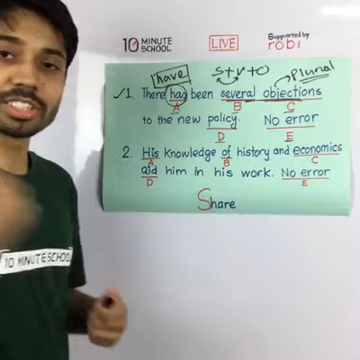 10 MINUTE
SCHOOL
LIVE
Supported by
robi
have
S+V+O
Plural
✓1. There has been several objections
A B C
to the new policy. No error
D E
2. His knowledge of history and economics
A B C
aid him in his work. No error
D E
Share
10 MINUTE SCHOOL